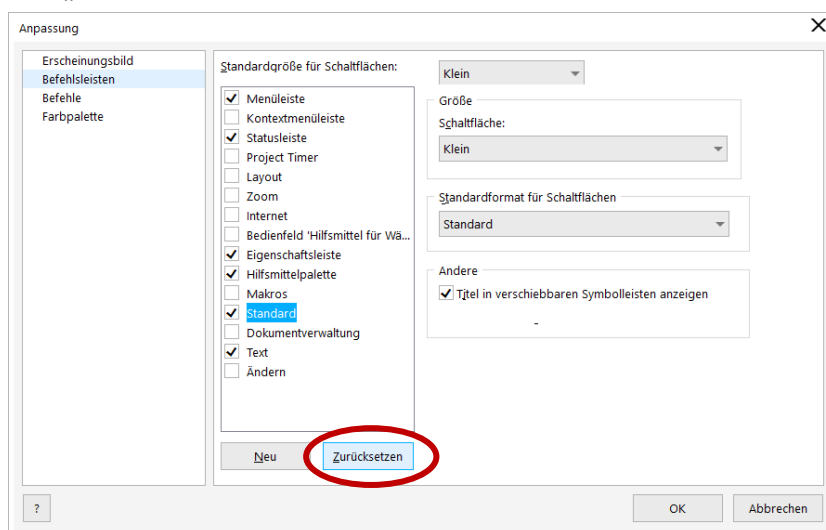 Anpassung
Erscheinungsbild
Befehlsleisten
Befehle
Farbpalette
Standardgröße für Schaltflächen:
Klein
Menüleiste
Kontextmenüleiste
Statusleiste
Project Timer
Layout
Zoom
Internet
Bedienfeld 'Hilfsmittel für Wä...
Eigenschaftsleiste
Hilfsmittelpalette
Makros
Standard
Dokumentverwaltung
Text
Ändern
Neu
Zurücksetzen
Größe
Schaltfläche:
Klein
Standardformat für Schaltflächen
Standard
Andere
Titel in verschiebbaren Symbolleisten anzeigen
-
?
OK
Abbrechen